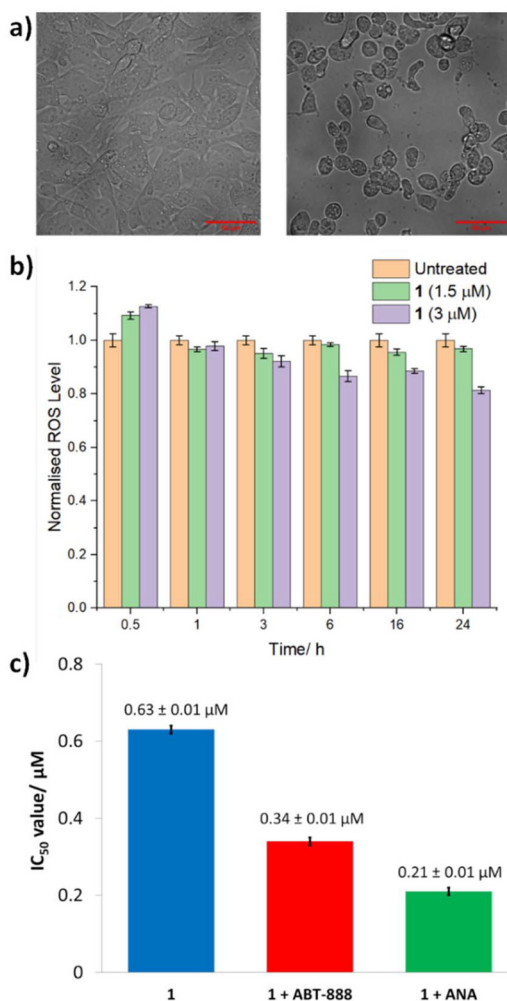 a)
b)
Normalised ROS Level
1.2
1.0
0.8
0.6
0.4
0.2
0.0
Untreated
1 (1.5 μM)
1 (3 μM)
0.5 1 3 6 16 24
Time/ h
c)
IC50 value/ μM
0.8
0.6
0.4
0.2
0
0.63 ± 0.01 μM
0.34 ± 0.01 μM
0.21 ± 0.01 μM
1 1 + ABT-888 1 + ANA